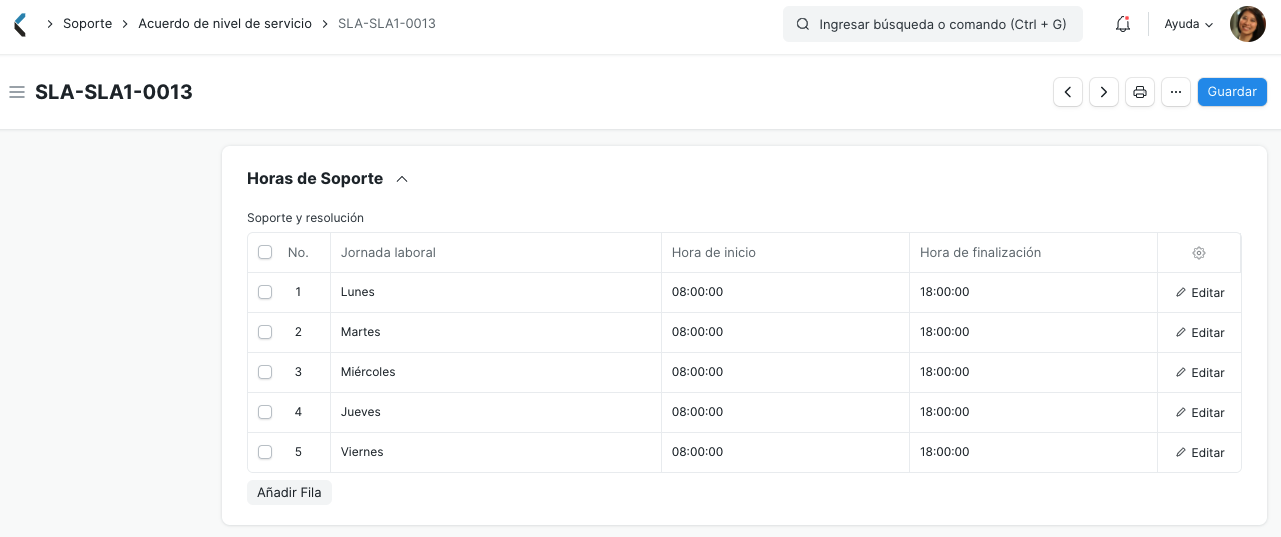 Soporte Acuerdo de nivel de servicio SLA-SLA1-0013 Ingresar búsqueda o comando (Ctrl + G) Ayuda
SLA-SLA1-0013 ... Guardar
Horas de Soporte
Soporte y resolución
No. Jornada laboral Hora de inicio Hora de finalización
1 Lunes 08:00:00 18:00:00 Editar
2 Martes 08:00:00 18:00:00 Editar
3 Miércoles 08:00:00 18:00:00 Editar
4 Jueves 08:00:00 18:00:00 Editar
5 Viernes 08:00:00 18:00:00 Editar
Añadir Fila